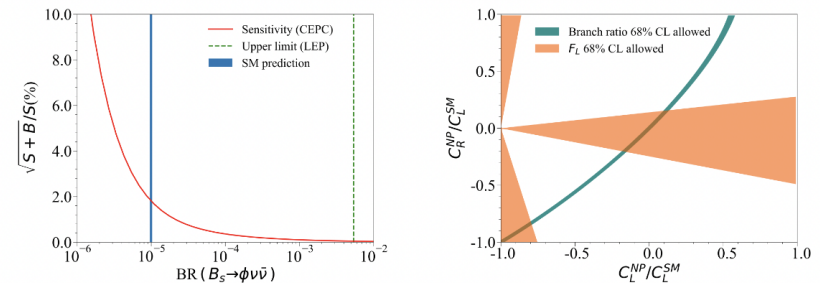 10.0
8.0
6.0
4.0
2.0
0.0
√S + B/S(%)
Sensitivity (CEPC)
Upper limit (LEP)
SM prediction
10⁻⁶ 10⁻⁵ 10⁻⁴ 10⁻³ 10⁻²
BR (B_s→ϕνν̄)
1.0
0.5
0.0
-0.5
-1.0
C_R^NP/C_L^SM
Branch ratio 68% CL allowed
F_L 68% CL allowed
-1.0 -0.5 0.0 0.5 1.0
C_L^NP/C_L^SM